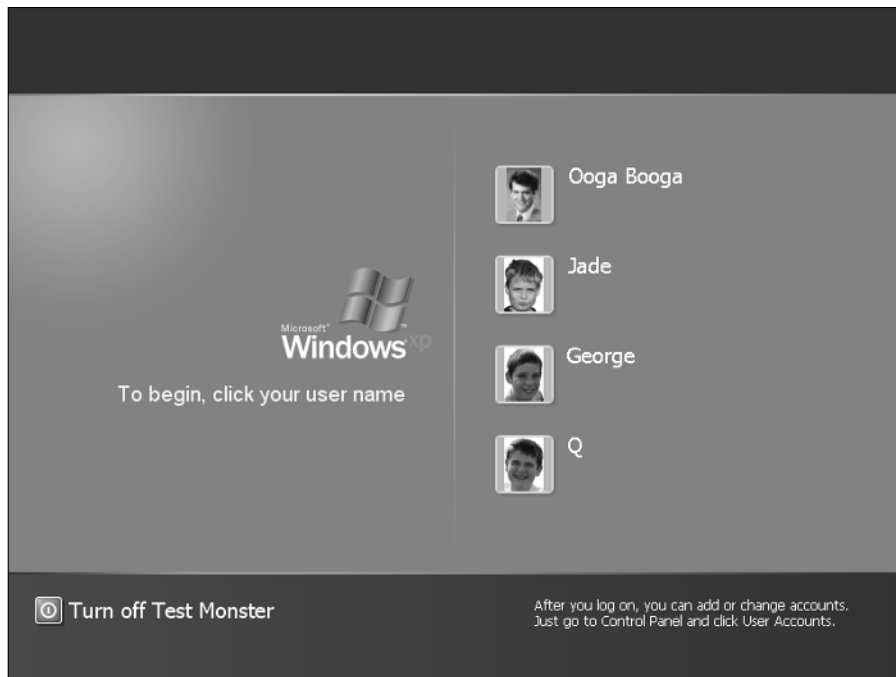 Microsoft®
Windows xp
To begin, click your user name
Ooga Booga
Jade
George
Q
Turn off Test Monster
After you log on, you can add or change accounts.
Just go to Control Panel and click User Accounts.